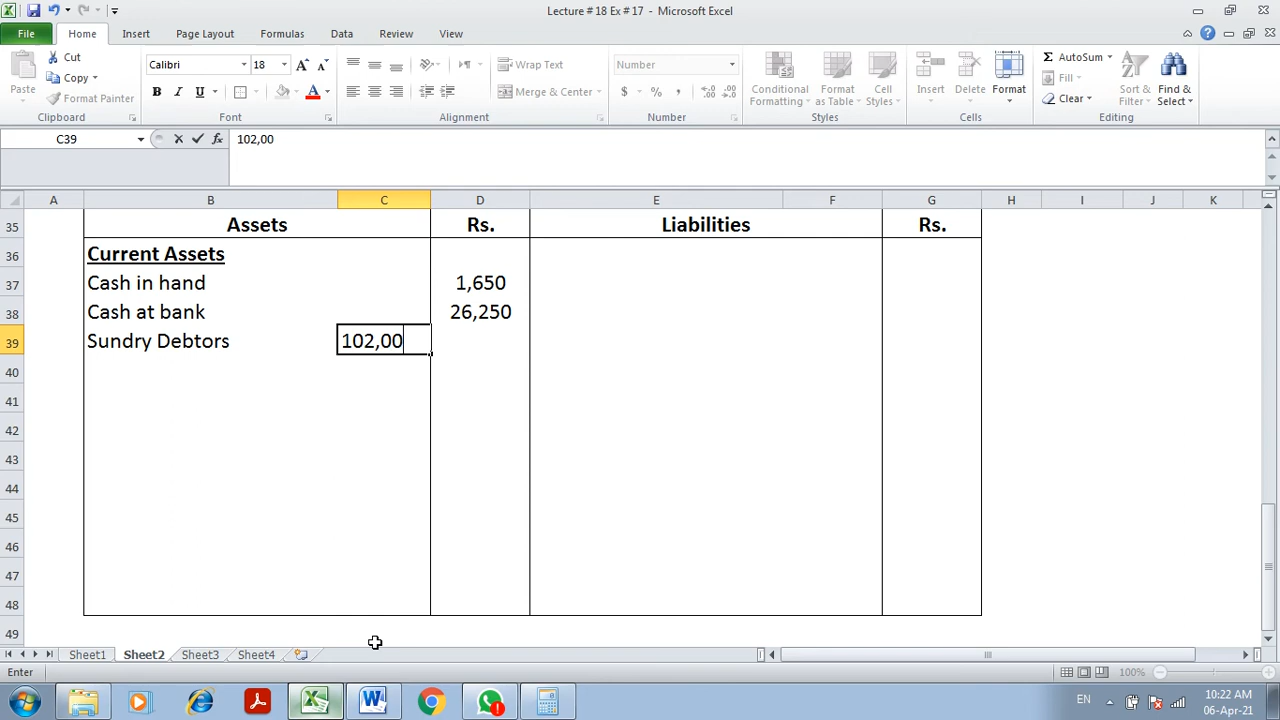 Lecture # 18 Ex # 17 - Microsoft Excel
File Home Insert Page Layout Formulas Data Review View
Paste
Cut
Copy
Format Painter
Clipboard
Calibri 18
B I U A
Font
Wrap Text
Merge & Center
Alignment
Number
$ % ,
Number
Conditional Formatting
Format as Table
Cell Styles
Styles
Insert
Delete
Format
Cells
Σ AutoSum
Fill
Clear
Sort & Filter
Find & Select
Editing
C39 fx 102,00
A B C D E F G H I J K
35 Assets Rs. Liabilities Rs.
36 Current Assets
37 Cash in hand 1,650
38 Cash at bank 26,250
39 Sundry Debtors 102,00
40
41
42
43
44
45
46
47
48
49
Sheet1 Sheet2 Sheet3 Sheet4
Enter 100%
EN 10:22 AM
06-Apr-21